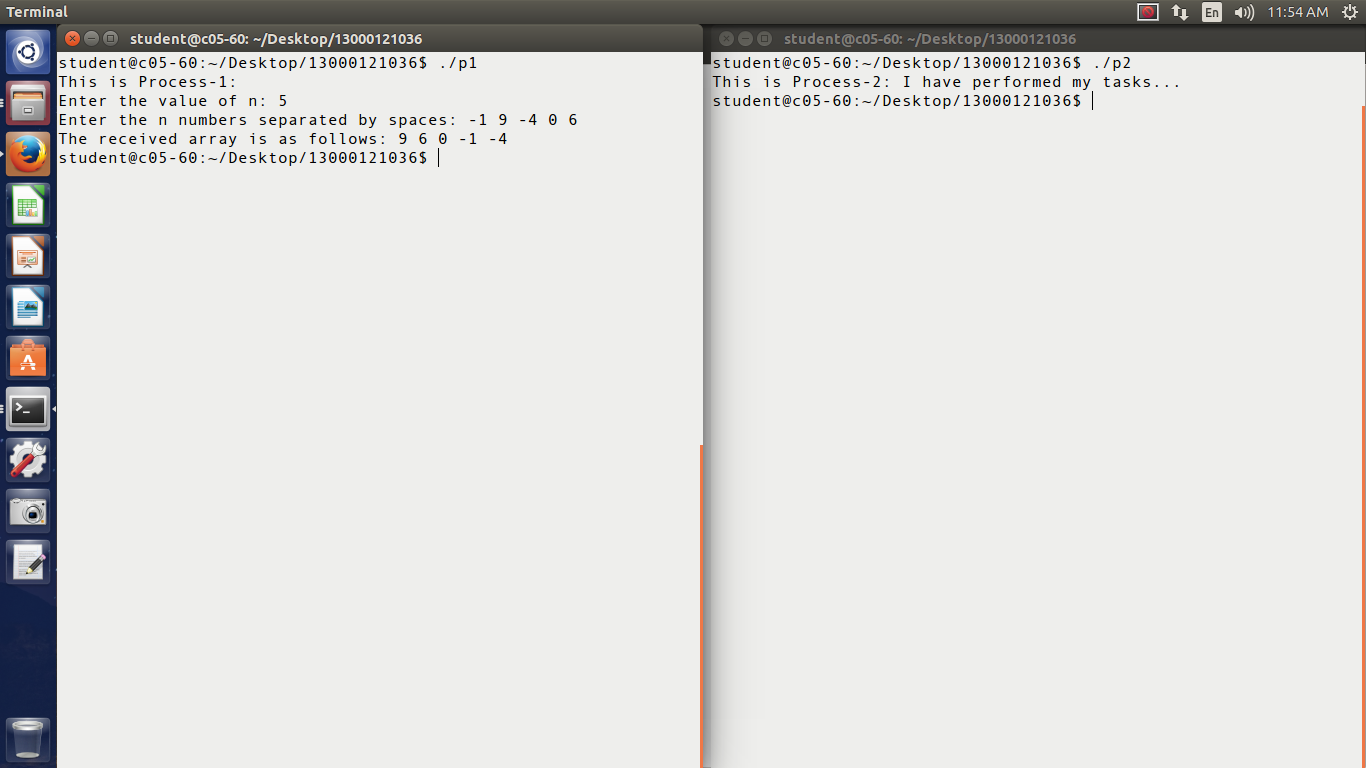 Terminal
En
11:54 AM
student@c05-60: ~/Desktop/13000121036
student@c05-60:~/Desktop/13000121036$ ./p1
This is Process-1:
Enter the value of n: 5
Enter the n numbers separated by spaces: -1 9 -4 0 6
The received array is as follows: 9 6 0 -1 -4
student@c05-60:~/Desktop/13000121036$
student@c05-60: ~/Desktop/13000121036
student@c05-60:~/Desktop/13000121036$ ./p2
This is Process-2: I have performed my tasks...
student@c05-60:~/Desktop/13000121036$